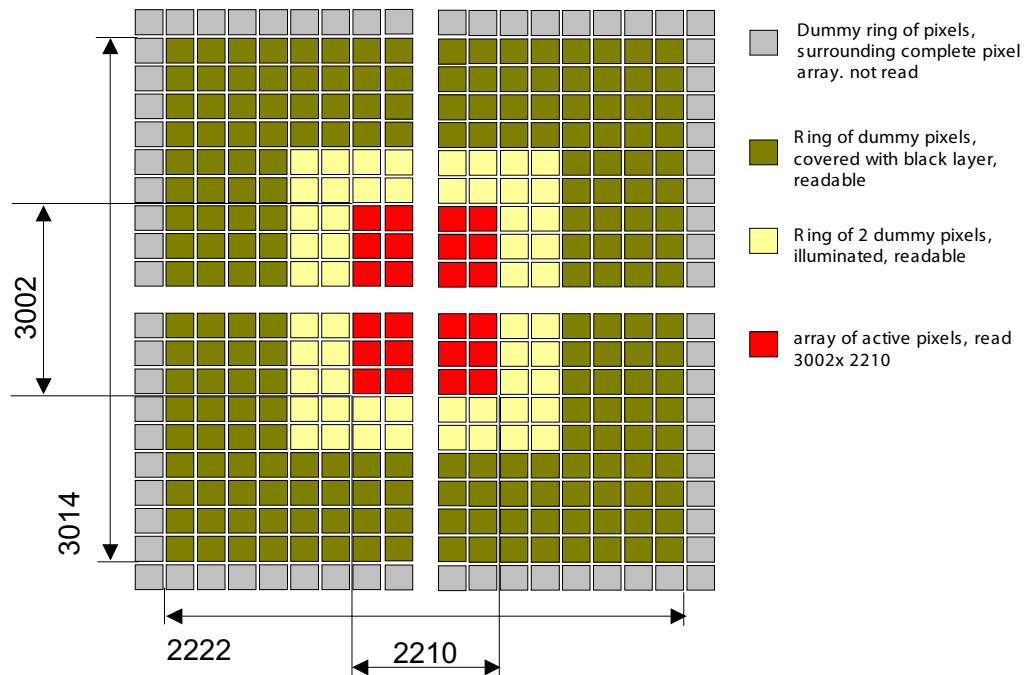 Dummy ring of pixels,
surrounding complete pixel
array. not read
Ring of dummy pixels,
covered with black layer,
readable
Ring of 2 dummy pixels,
illuminated, readable
array of active pixels, read
3002x 2210
3002
3014
2222
2210